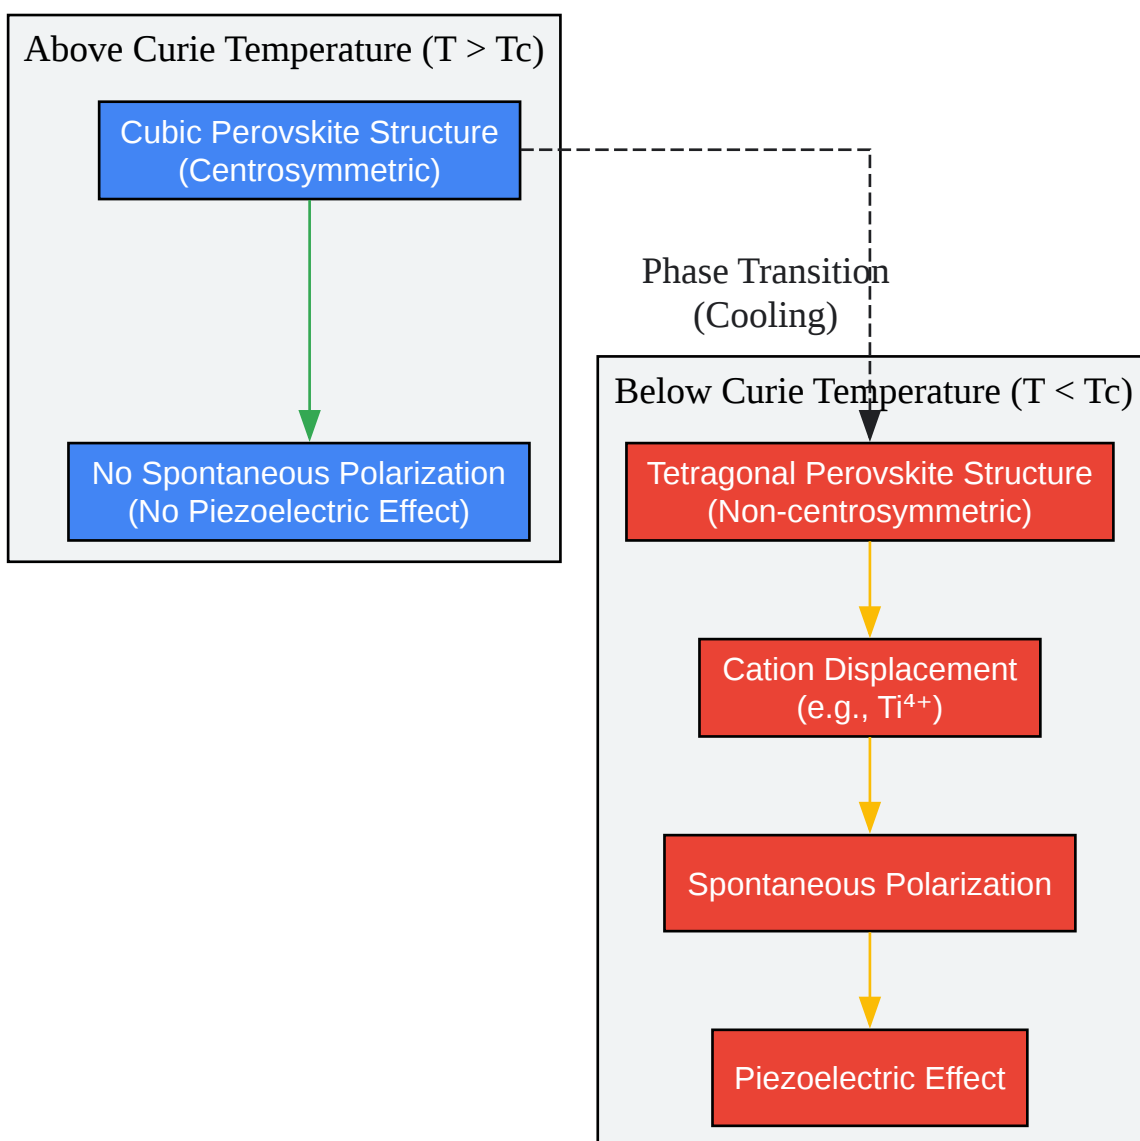 Above Curie Temperature (T > Tc)
Cubic Perovskite Structure
(Centrosymmetric)
No Spontaneous Polarization
(No Piezoelectric Effect)
Phase Transition
(Cooling)
Below Curie Temperature (T < Tc)
Tetragonal Perovskite Structure
(Non-centrosymmetric)
Cation Displacement
(e.g., Ti⁴⁺)
Spontaneous Polarization
Piezoelectric Effect